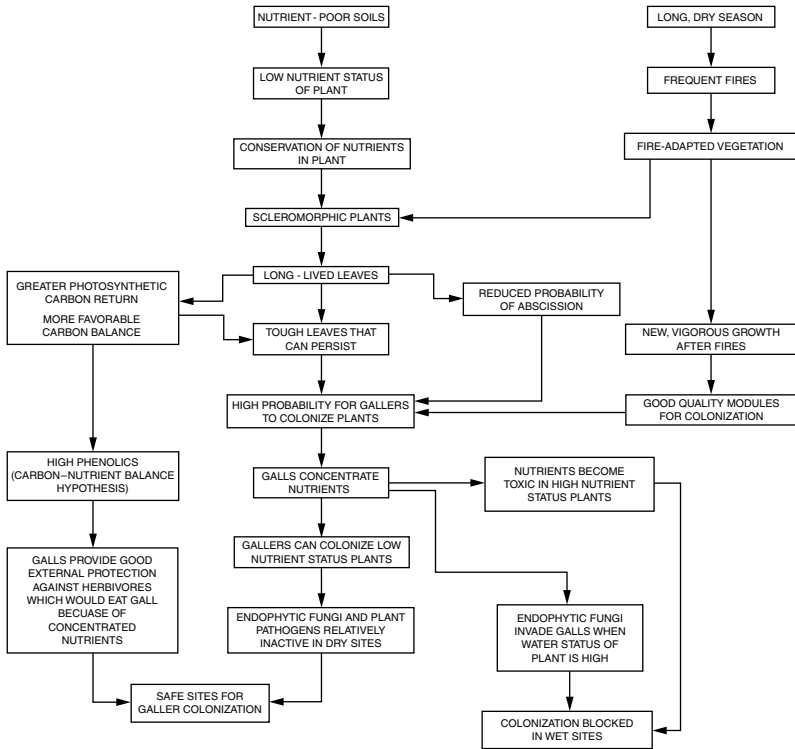 NUTRIENT - POOR SOILS
LONG, DRY SEASON
LOW NUTRIENT STATUS
OF PLANT
FREQUENT FIRES
CONSERVATION OF NUTRIENTS
IN PLANT
FIRE-ADAPTED VEGETATION
SCLEROMORPHIC PLANTS
LONG - LIVED LEAVES
GREATER PHOTOSYNTHETIC
CARBON RETURN
MORE FAVORABLE
CARBON BALANCE
REDUCED PROBABILITY
OF ABSCISSION
TOUGH LEAVES THAT
CAN PERSIST
NEW, VIGOROUS GROWTH
AFTER FIRES
HIGH PROBABILITY FOR GALLERS
TO COLONIZE PLANTS
GOOD QUALITY MODULES
FOR COLONIZATION
HIGH PHENOLICS
(CARBON–NUTRIENT BALANCE
HYPOTHESIS)
GALLS CONCENTRATE
NUTRIENTS
NUTRIENTS BECOME
TOXIC IN HIGH NUTRIENT
STATUS PLANTS
GALLERS CAN COLONIZE LOW
NUTRIENT STATUS PLANTS
GALLS PROVIDE GOOD
EXTERNAL PROTECTION
AGAINST HERBIVORES
WHICH WOULD EAT GALL
BECUASE OF
CONCENTRATED
NUTRIENTS
ENDOPHYTIC FUNGI AND PLANT
PATHOGENS RELATIVELY
INACTIVE IN DRY SITES
ENDOPHYTIC FUNGI
INVADE GALLS WHEN
WATER STATUS OF
PLANT IS HIGH
SAFE SITES FOR
GALLER COLONIZATION
COLONIZATION BLOCKED
IN WET SITES